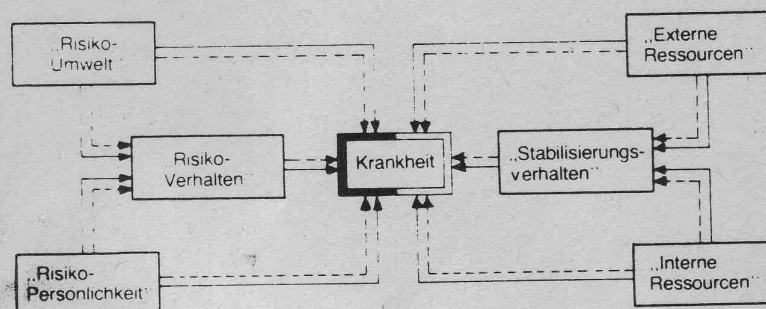 „Risiko-
Umwelt"
„Externe
Ressourcen"
„Risiko-
Verhalten"
Krankheit
„Stabilisierungs-
verhalten"
„Risiko-
Persönlichkeit"
„Interne
Ressourcen"